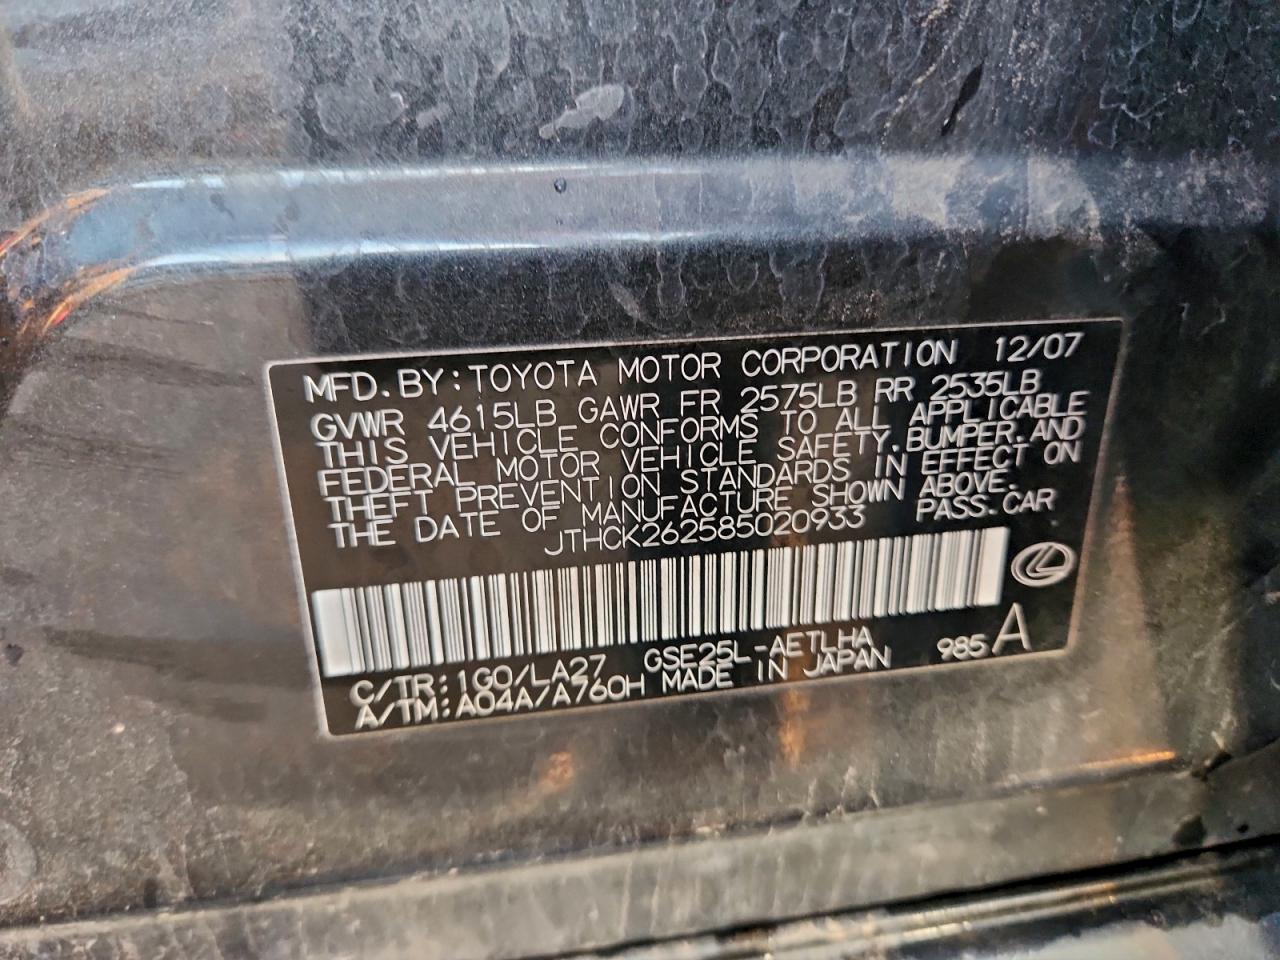 MFD. BY: TOYOTA MOTOR CORPORATION 12/07
GVWR 4615LB GAWR FR 2575LB RR 2535LB
THIS VEHICLE CONFORMS TO ALL APPLICABLE
FEDERAL MOTOR VEHICLE SAFETY, BUMPER, AND
THEFT PREVENTION STANDARDS IN EFFECT ON
THE DATE OF MANUFACTURE SHOWN ABOVE.
JTHCK262585020933 PASS. CAR
C/TR: 1G0/LA27 GSE25L-AETLHA 985 A
A/TM: A04A/A760H MADE IN JAPAN